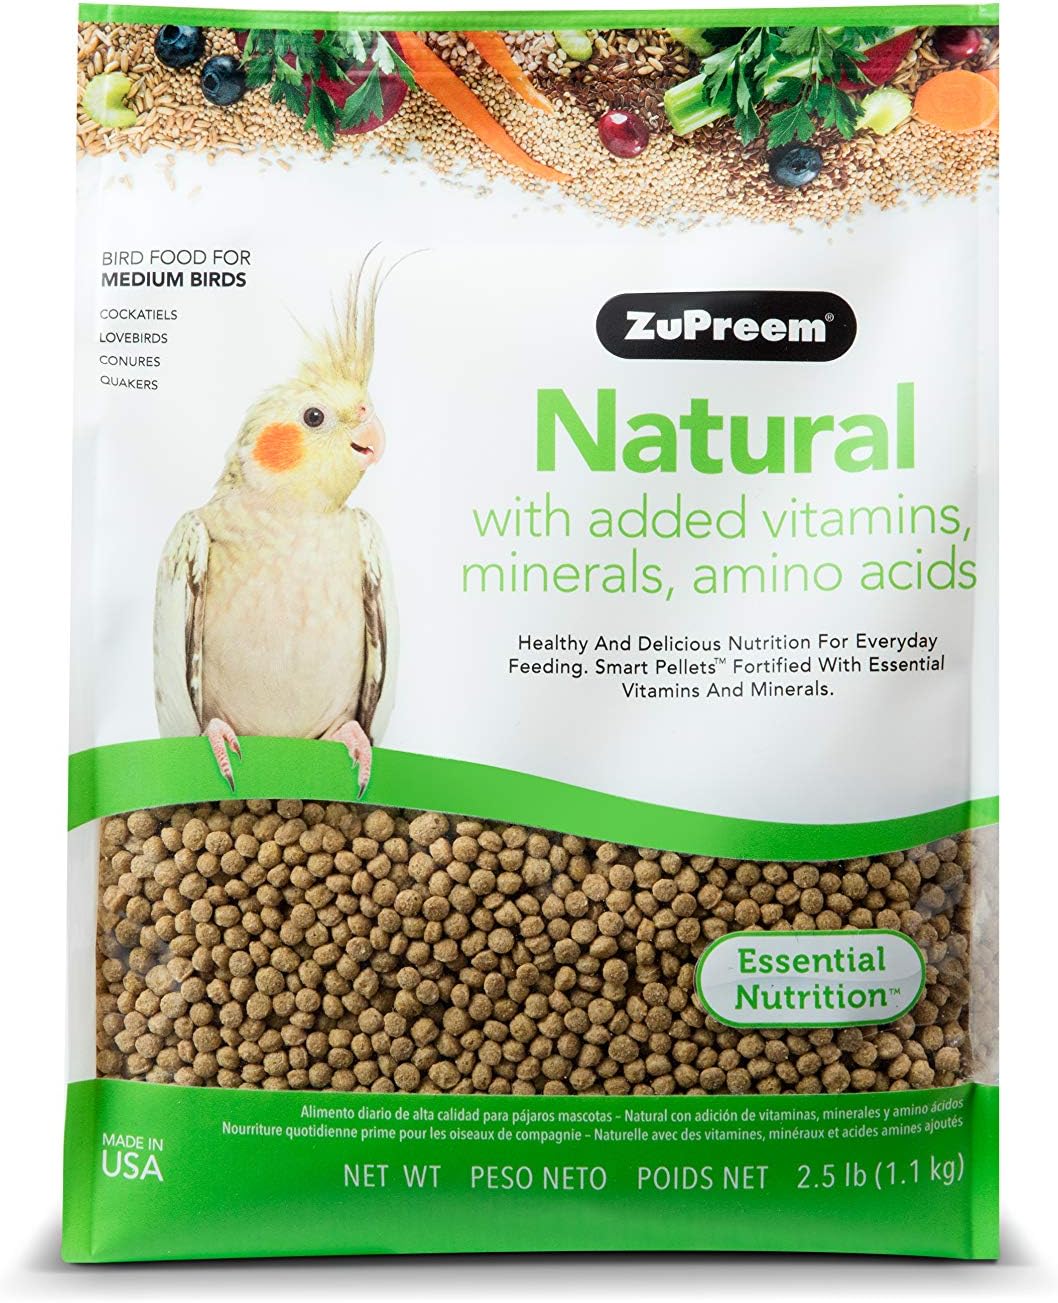 BIRD FOOD FOR
MEDIUM BIRDS
COCKATIELS
LOVEBIRDS
CONURES
QUAKERS
ZuPreem®
Natural
with added vitamins,
minerals, amino acids
Healthy And Delicious Nutrition For Everyday
Feeding. Smart Pellets™ Fortified With Essential
Vitamins And Minerals.
Essential
Nutrition™
Alimento diario de alta calidad para pájaros mascotas – Natural con adición de vitaminas, minerales y amino ácidos
Nourriture quotidienne prime pour les oiseaux de compagnie – Naturelle avec des vitamines, minéraux et acides amines ajoutés
MADE IN
USA
NET WT PESO NETO POIDS NET 2.5 lb (1.1 kg)